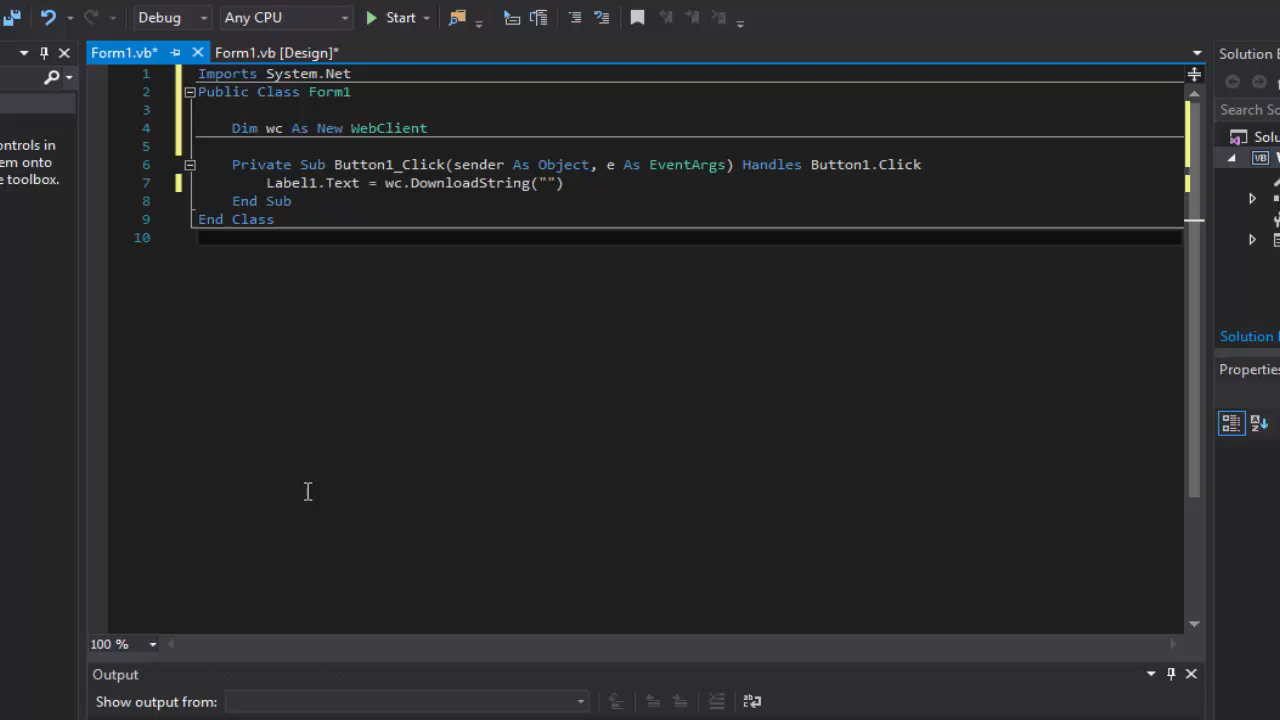 Debug Any CPU Start
Form1.vb* Form1.vb [Design]*
Solution E
Search So
Solu
V
ontrols in
em onto
e toolbox.
1 Imports System.Net
2 Public Class Form1
3
4 Dim wc As New WebClient
5
6 Private Sub Button1_Click(sender As Object, e As EventArgs) Handles Button1.Click
7 Label1.Text = wc.DownloadString("")
8 End Sub
9 End Class
10
Solution
Properties
100 %
Output
Show output from: